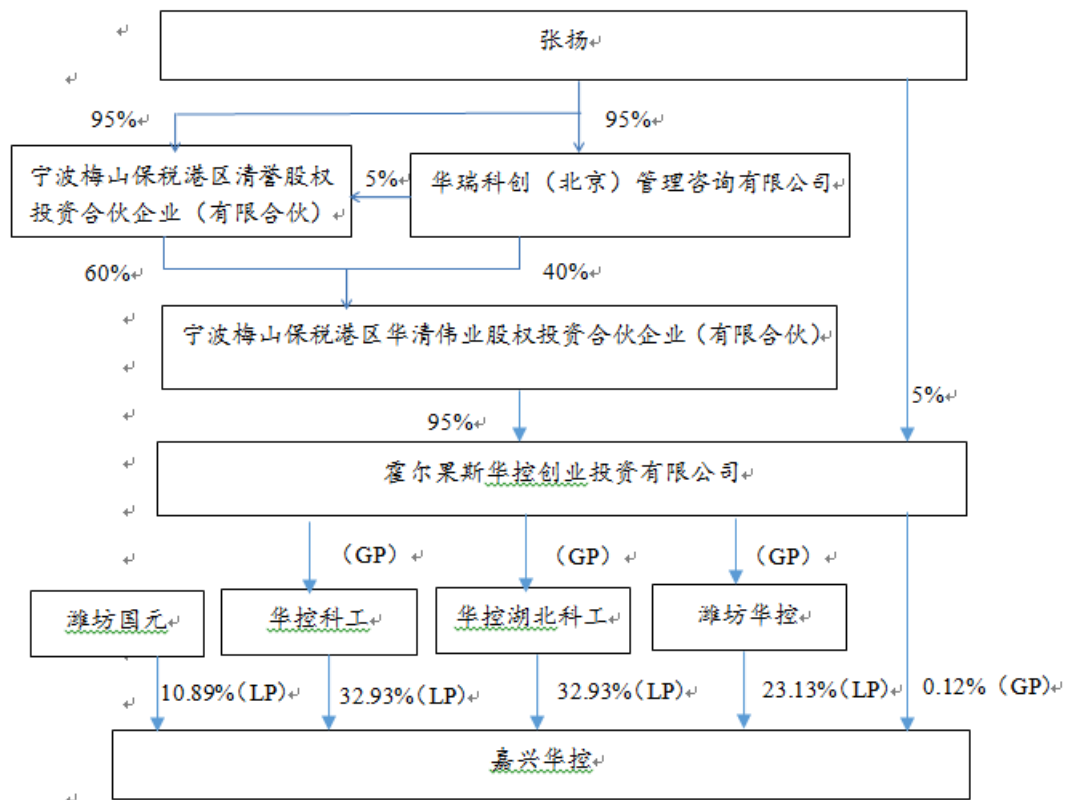 张扬
95%
95%
宁波梅山保税港区清誉股权
投资合伙企业（有限合伙）
5%
华瑞科创（北京）管理咨询有限公司
60%
40%
宁波梅山保税港区华清伟业股权投资合伙企业（有限合伙）
95%
5%
霍尔果斯华控创业投资有限公司
（GP）
（GP）
（GP）
潍坊国元
华控科工
华控湖北科工
潍坊华控
10.89%(LP)
32.93%(LP)
32.93%(LP)
23.13%(LP)
0.12%（GP)
嘉兴华控